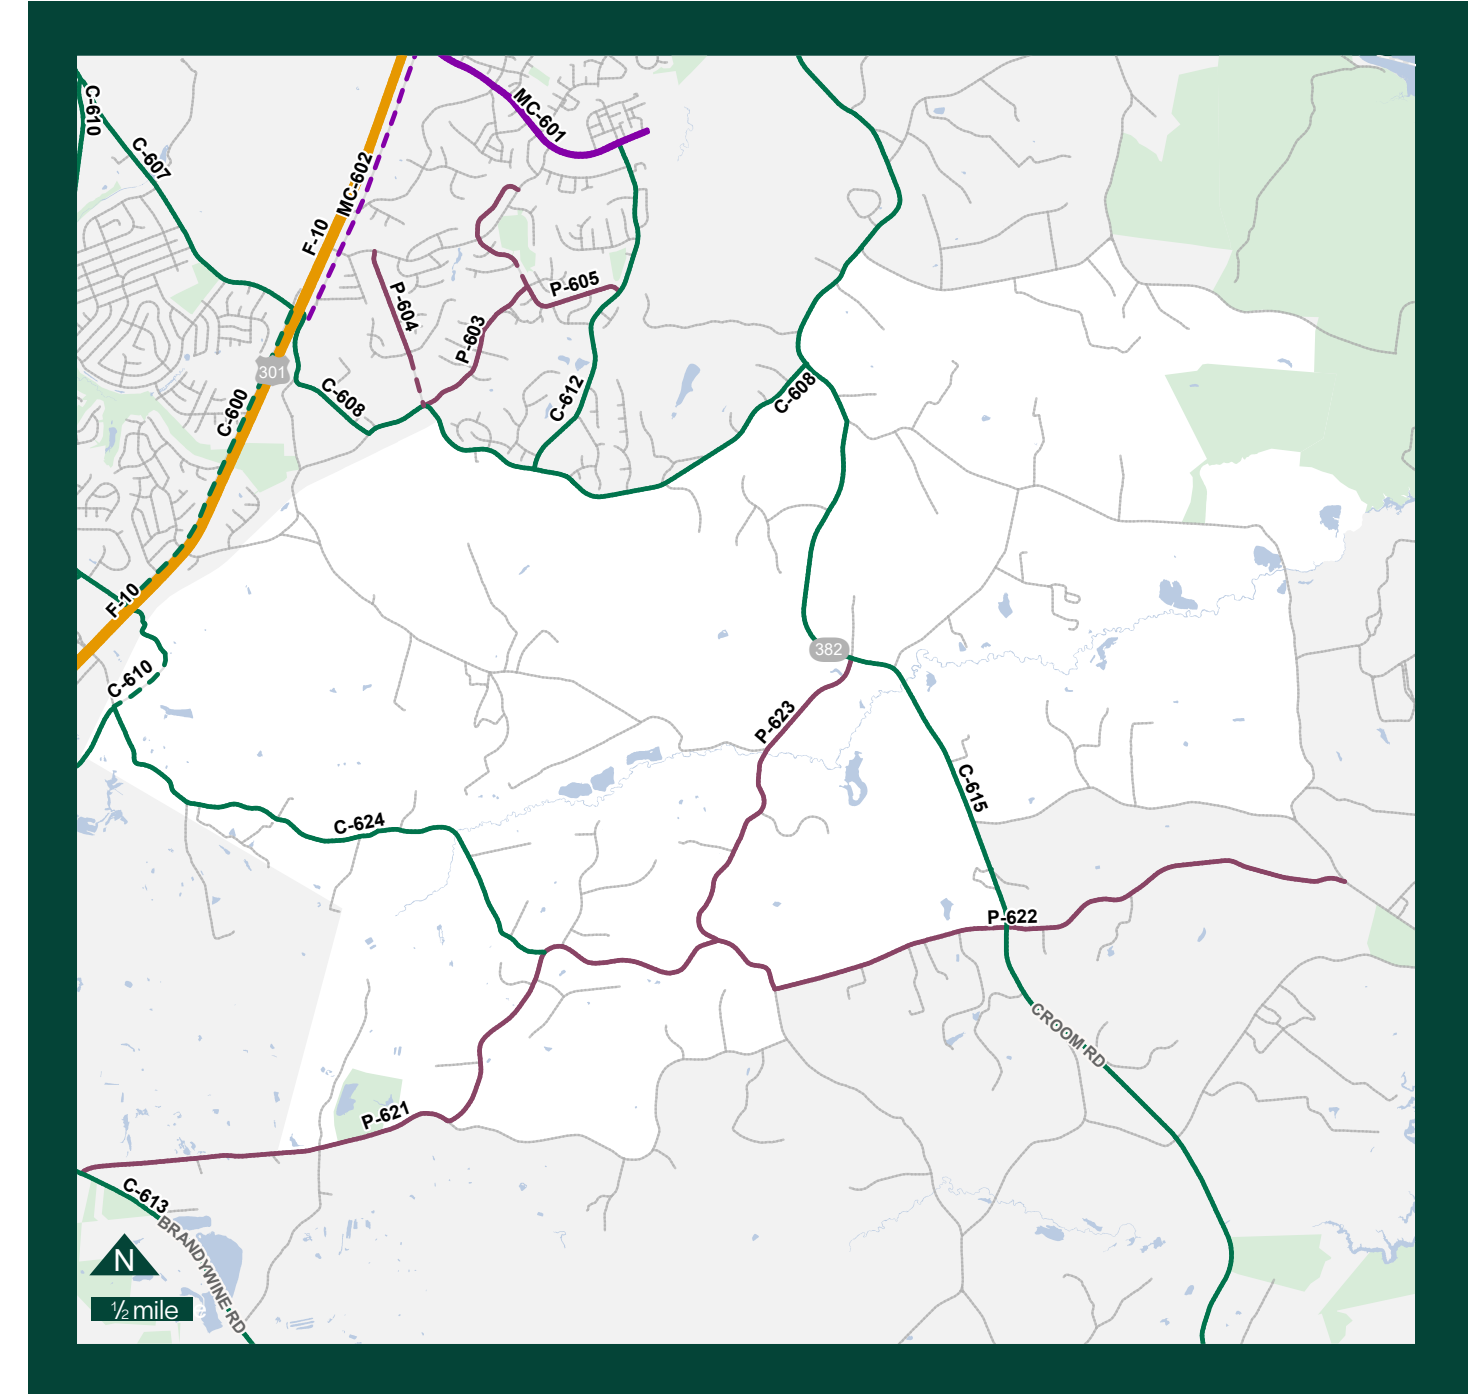 C-610
MC-601
C-607
MC-602
F-10
P-605
P-604
P-603
301
C-608
C-612
C-608
C-600
F-10
382
C-610
P-623
C-615
C-624
P-622
CROOM RD
P-621
C-613
BRANDYWINE RD
N
½ mile